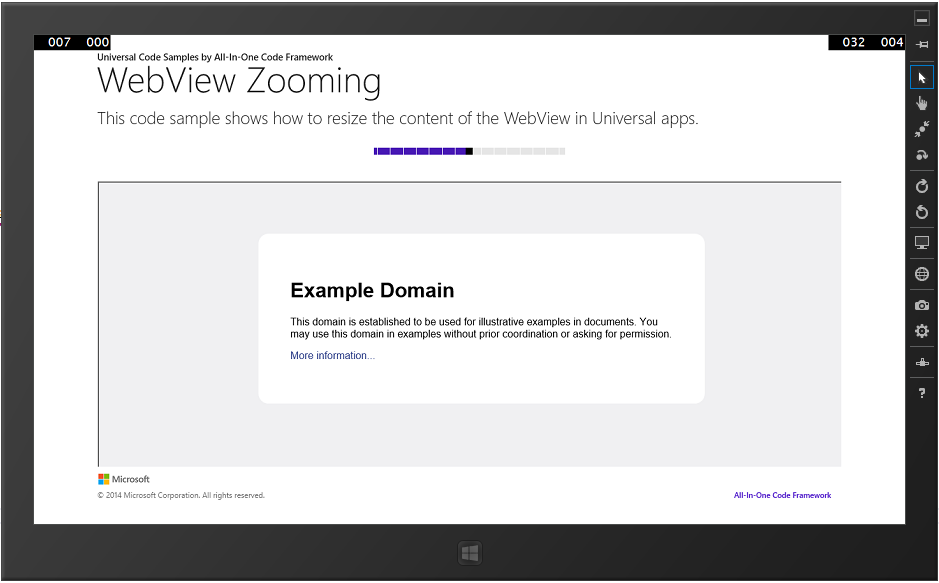 007 000 032 004
Universal Code Samples by All-In-One Code Framework
WebView Zooming
This code sample shows how to resize the content of the WebView in Universal apps.
Example Domain
This domain is established to be used for illustrative examples in documents. You
may use this domain in examples without prior coordination or asking for permission.
More information...
Microsoft
© 2014 Microsoft Corporation. All rights reserved.
All-In-One Code Framework
?